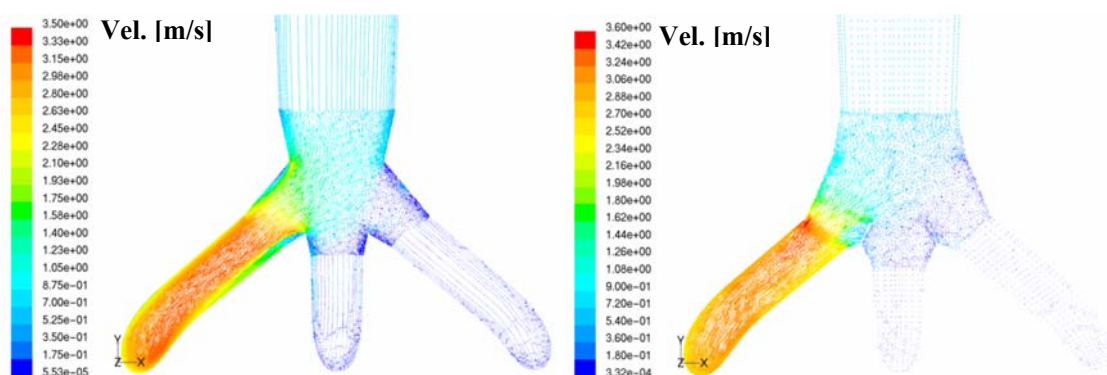 Vel. [m/s]
3.50e+00
3.33e+00
3.15e+00
2.98e+00
2.80e+00
2.63e+00
2.45e+00
2.28e+00
2.10e+00
1.93e+00
1.75e+00
1.58e+00
1.40e+00
1.23e+00
1.05e+00
8.75e-01
7.00e-01
5.25e-01
3.50e-01
1.75e-01
5.53e-05
Y
Z X
Vel. [m/s]
3.60e+00
3.42e+00
3.24e+00
3.06e+00
2.88e+00
2.70e+00
2.52e+00
2.34e+00
2.16e+00
1.98e+00
1.80e+00
1.62e+00
1.44e+00
1.26e+00
1.08e+00
9.00e-01
7.20e-01
5.40e-01
3.60e-01
1.80e-01
3.32e-04
Y
Z X